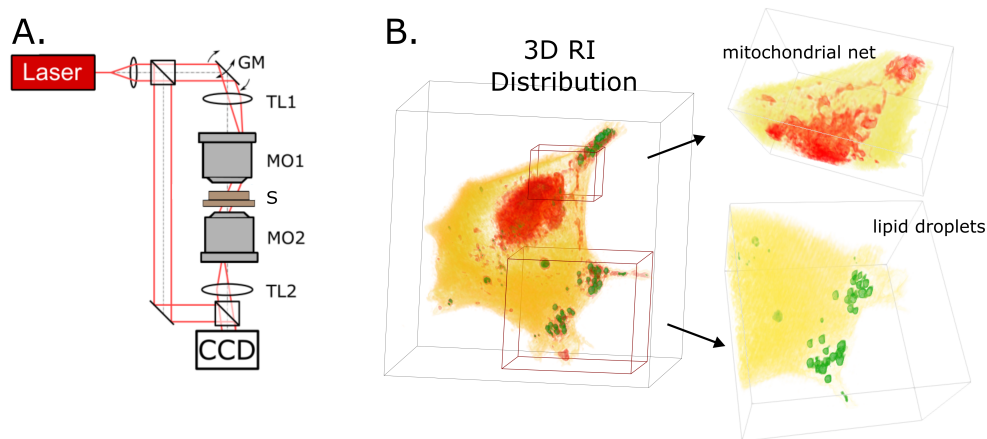 A.
Laser
GM
TL1
MO1
S
MO2
TL2
CCD
B.
3D RI
Distribution
mitochondrial net
lipid droplets